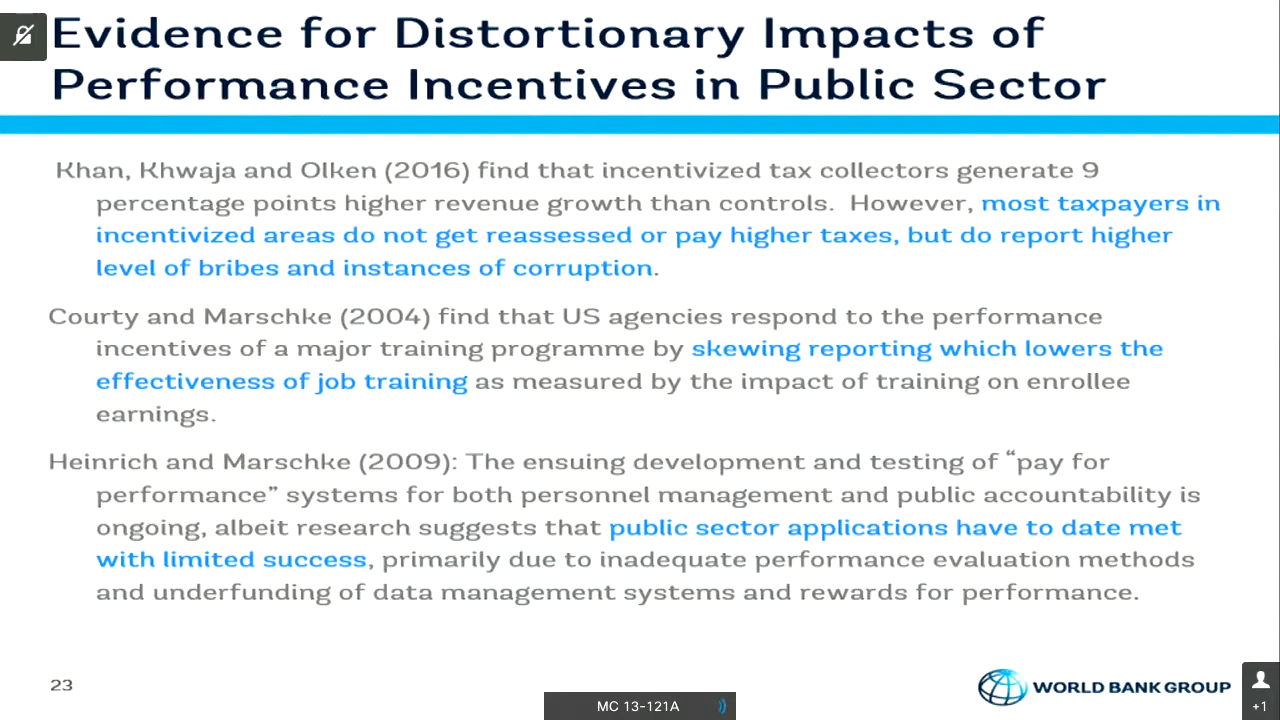 Evidence for Distortionary Impacts of
Performance Incentives in Public Sector
Khan, Khwaja and Olken (2016) find that incentivized tax collectors generate 9
percentage points higher revenue growth than controls. However, most taxpayers in
incentivized areas do not get reassessed or pay higher taxes, but do report higher
level of bribes and instances of corruption.
Courty and Marschke (2004) find that US agencies respond to the performance
incentives of a major training programme by skewing reporting which lowers the
effectiveness of job training as measured by the impact of training on enrollee
earnings.
Heinrich and Marschke (2009): The ensuing development and testing of “pay for
performance” systems for both personnel management and public accountability is
ongoing, albeit research suggests that public sector applications have to date met
with limited success, primarily due to inadequate performance evaluation methods
and underfunding of data management systems and rewards for performance.
23
WORLD BANK GROUP
MC 13-121A
+1